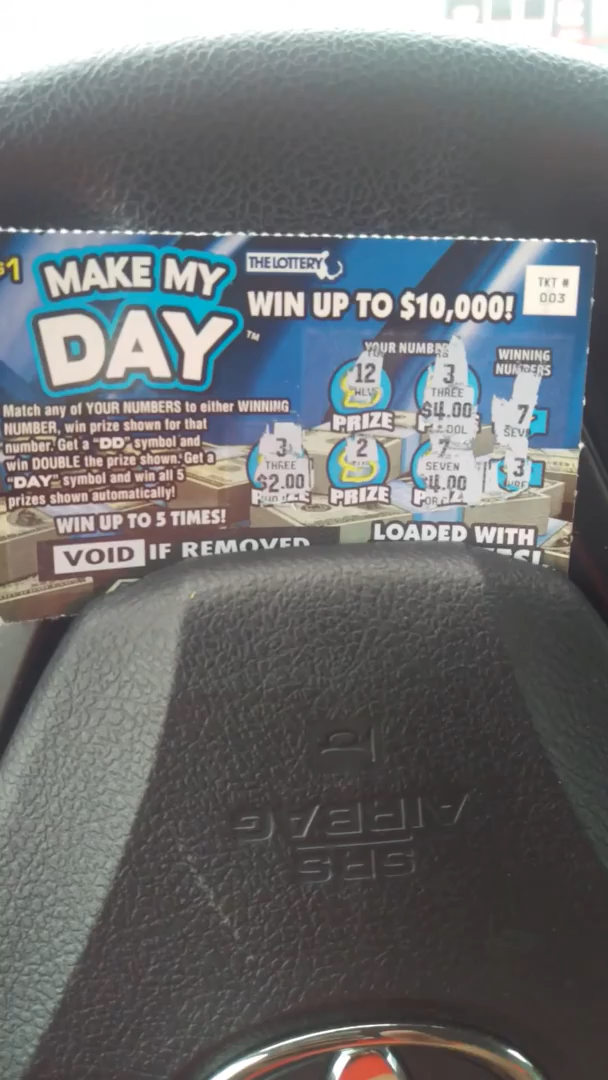 $1
MAKE MY
DAY™
THE LOTTERY
WIN UP TO $10,000!
TKT #
003
YOUR NUMBERS
WINNING
NUMBERS
12
PRIZE
3
THREE
$4.00
7
3
THREE
$2.00
2
PRIZE
7
SEVEN
$4.00
3
Match any of YOUR NUMBERS to either WINNING
NUMBER, win prize shown for that
number. Get a "DD" symbol and
win DOUBLE the prize shown. Get a
"DAY" symbol and win all 5
prizes shown automatically!
WIN UP TO 5 TIMES!
VOID IF REMOVED
LOADED WITH
SRS
AIRBAG